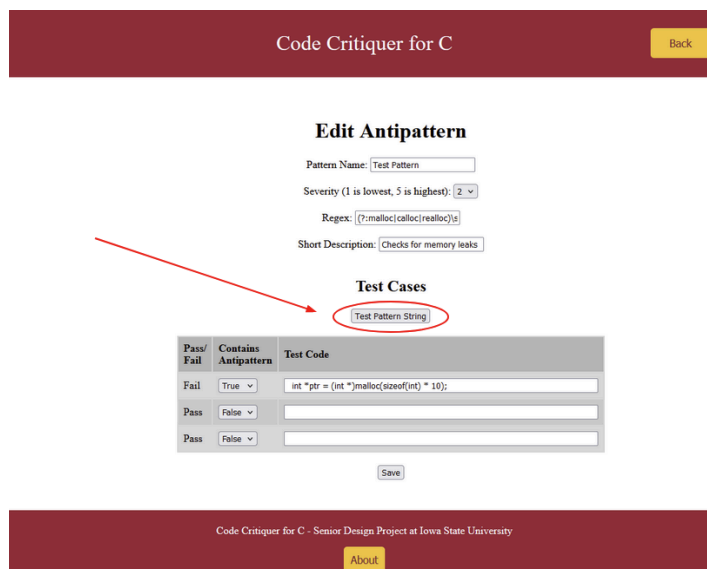 Code Critiquer for C
Back
Edit Antipattern
Pattern Name: Test Pattern
Severity (1 is lowest, 5 is highest): 2
Regex: (?:malloc|calloc|realloc)\s
Short Description: Checks for memory leaks
Test Cases
Test Pattern String
Pass/ Contains Test Code
Fail Antipattern
Fail True int *ptr = (int *)malloc(sizeof(int) * 10);
Pass False
Pass False
Save
Code Critiquer for C - Senior Design Project at Iowa State University
About